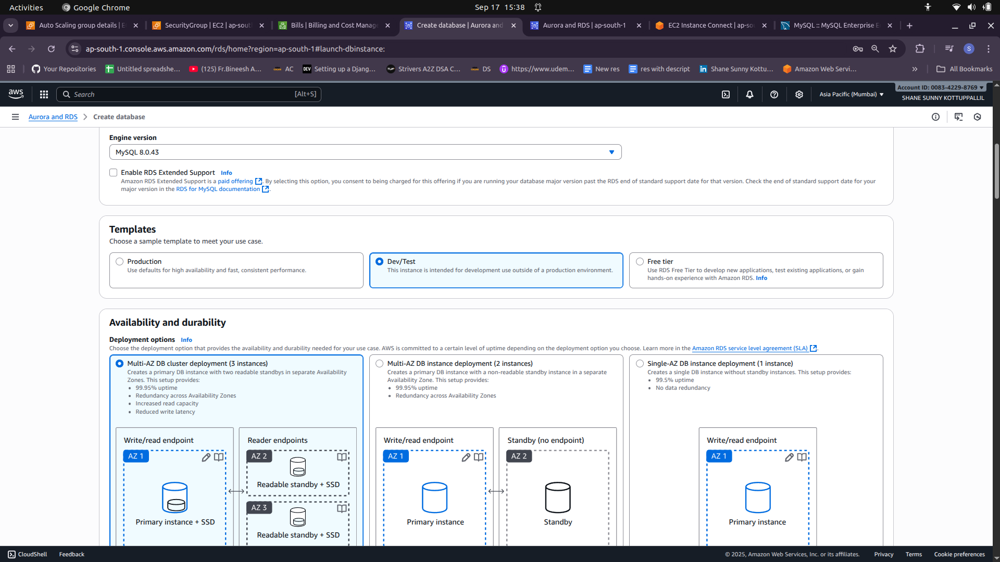 Activities
Google Chrome
Sep 17 15:38
Auto Scaling group details | E
SecurityGroup | EC2 | ap-sout
Bills | Billing and Cost Manage
Create database | Aurora and
Aurora and RDS | ap-south-1
EC2 Instance Connect | ap-so
MySQL :: MySQL Enterprise E
ap-south-1.console.aws.amazon.com/rds/home?region=ap-south-1#launch-dbinstance:
S
Your Repositories
Untitled spreadshe...
(125) Fr.Bineesh A...
AC
DEV
Setting up a Djang...
TUF
Strivers A2Z DSA C...
DS
https://www.udem...
New res
res with descript
Shane Sunny Kottu...
Amazon Web Servi...
All Bookmarks
aws
Search
[Alt+S]
Asia Pacific (Mumbai)
Account ID: 0083-4229-8769
SHANE SUNNY KOTTUPPALLIL
Aurora and RDS
Create database
Engine version
MySQL 8.0.43
Enable RDS Extended Support Info
Amazon RDS Extended Support is a paid offering. By selecting this option, you consent to being charged for this offering if you are running your database major version past the RDS end of standard support date for that version. Check the end of standard support date for your
major version in the RDS for MySQL documentation.
Templates
Choose a sample template to meet your use case.
Production
Use defaults for high availability and fast, consistent performance.
Dev/Test
This instance is intended for development use outside of a production environment.
Free tier
Use RDS Free Tier to develop new applications, test existing applications, or gain
hands-on experience with Amazon RDS. Info
Availability and durability
Deployment options Info
Choose the deployment option that provides the availability and durability needed for your use case. AWS is committed to a certain level of uptime depending on the deployment option you choose. Learn more in the Amazon RDS service level agreement (SLA).
Multi-AZ DB cluster deployment (3 instances)
Creates a primary DB instance with two readable standbys in separate Availability
Zones. This setup provides:
• 99.95% uptime
• Redundancy across Availability Zones
• Increased read capacity
• Reduced write latency
Write/read endpoint
AZ 1
Primary instance + SSD
Reader endpoints
AZ 2
Readable standby + SSD
AZ 3
Readable standby + SSD
Multi-AZ DB instance deployment (2 instances)
Creates a primary DB instance with a non-readable standby instance in a separate
Availability Zone. This setup provides:
• 99.95% uptime
• Redundancy across Availability Zones
Write/read endpoint
AZ 1
Primary instance
Standby (no endpoint)
AZ 2
Standby
Single-AZ DB instance deployment (1 instance)
Creates a single DB instance without standby instances. This setup provides:
• 99.5% uptime
• No data redundancy
Write/read endpoint
AZ 1
Primary instance
CloudShell
Feedback
© 2025, Amazon Web Services, Inc. or its affiliates.
Privacy
Terms
Cookie preferences